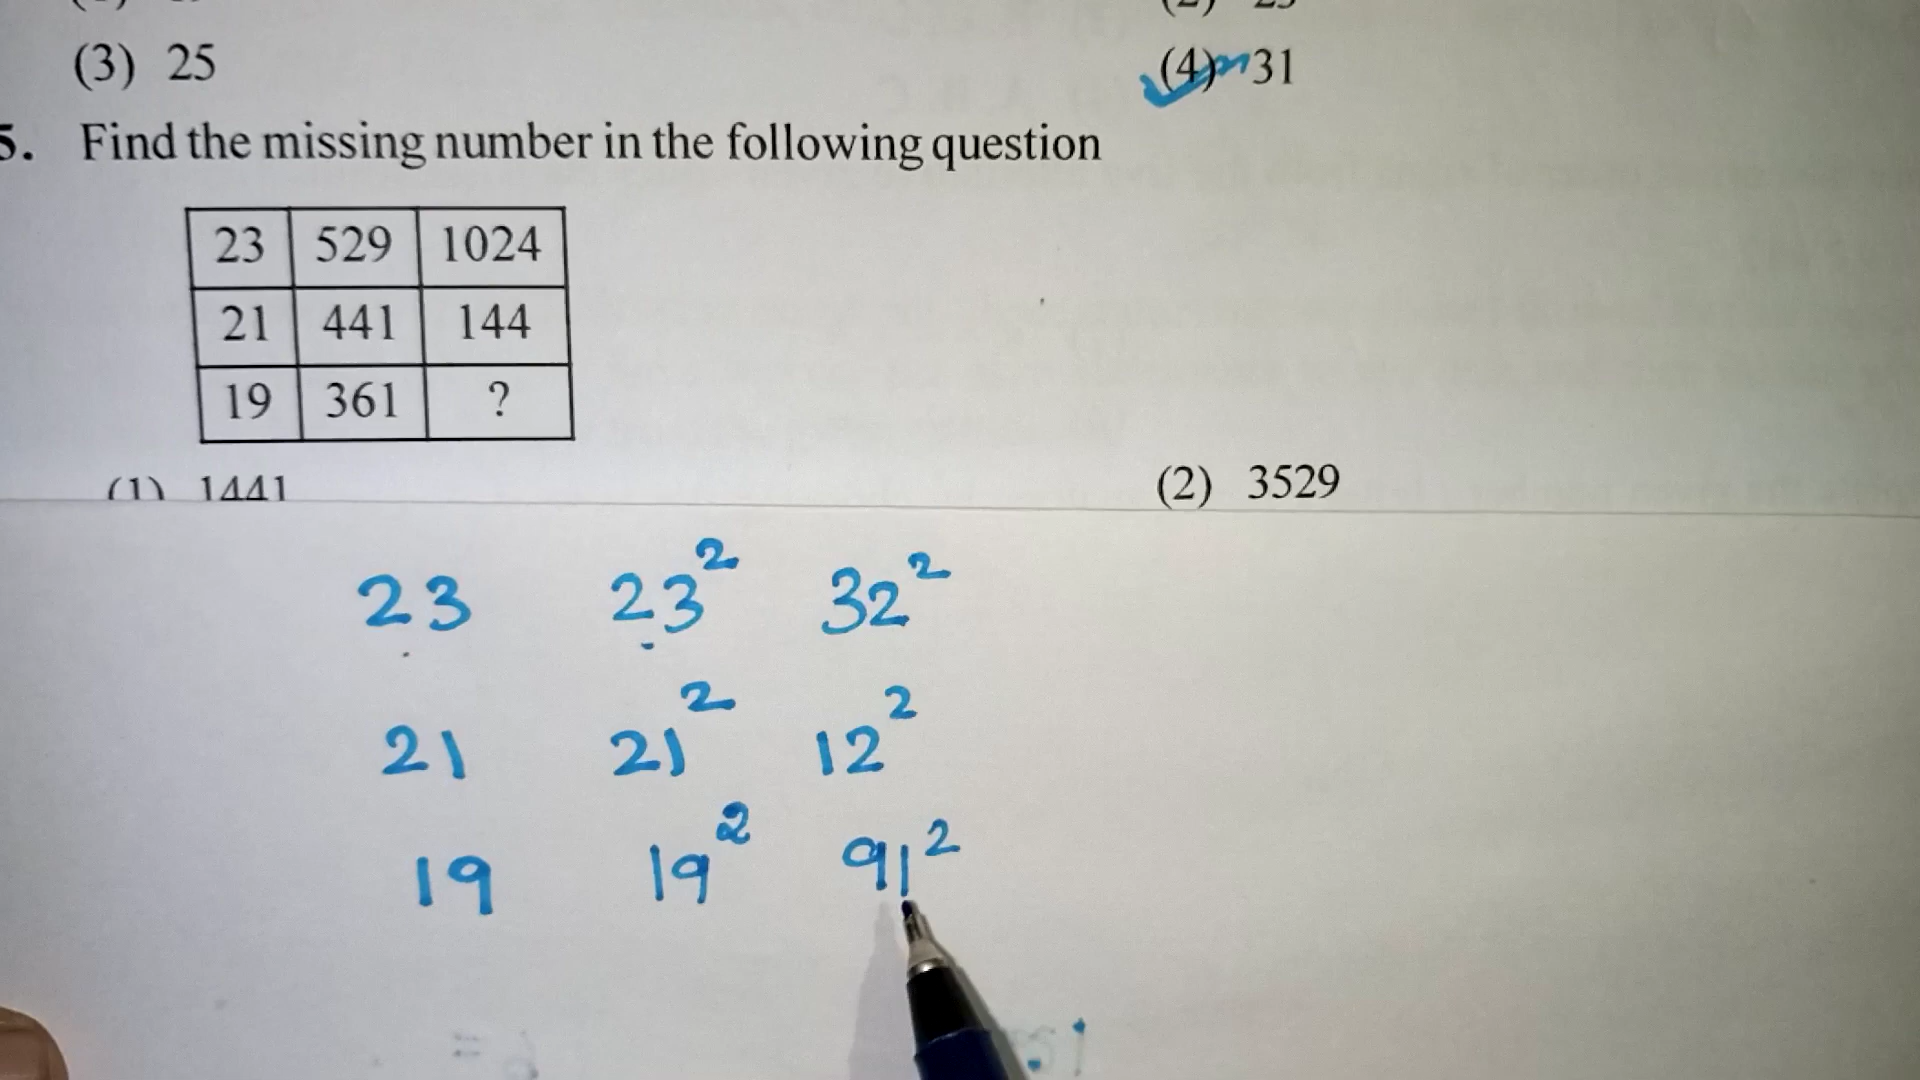 (3) 25
(4) 31
5. Find the missing number in the following question
23 529 1024
21 441 144
19 361 ?
(1) 1441
(2) 3529
23 23² 32²
21 21² 12²
19 19² 91²